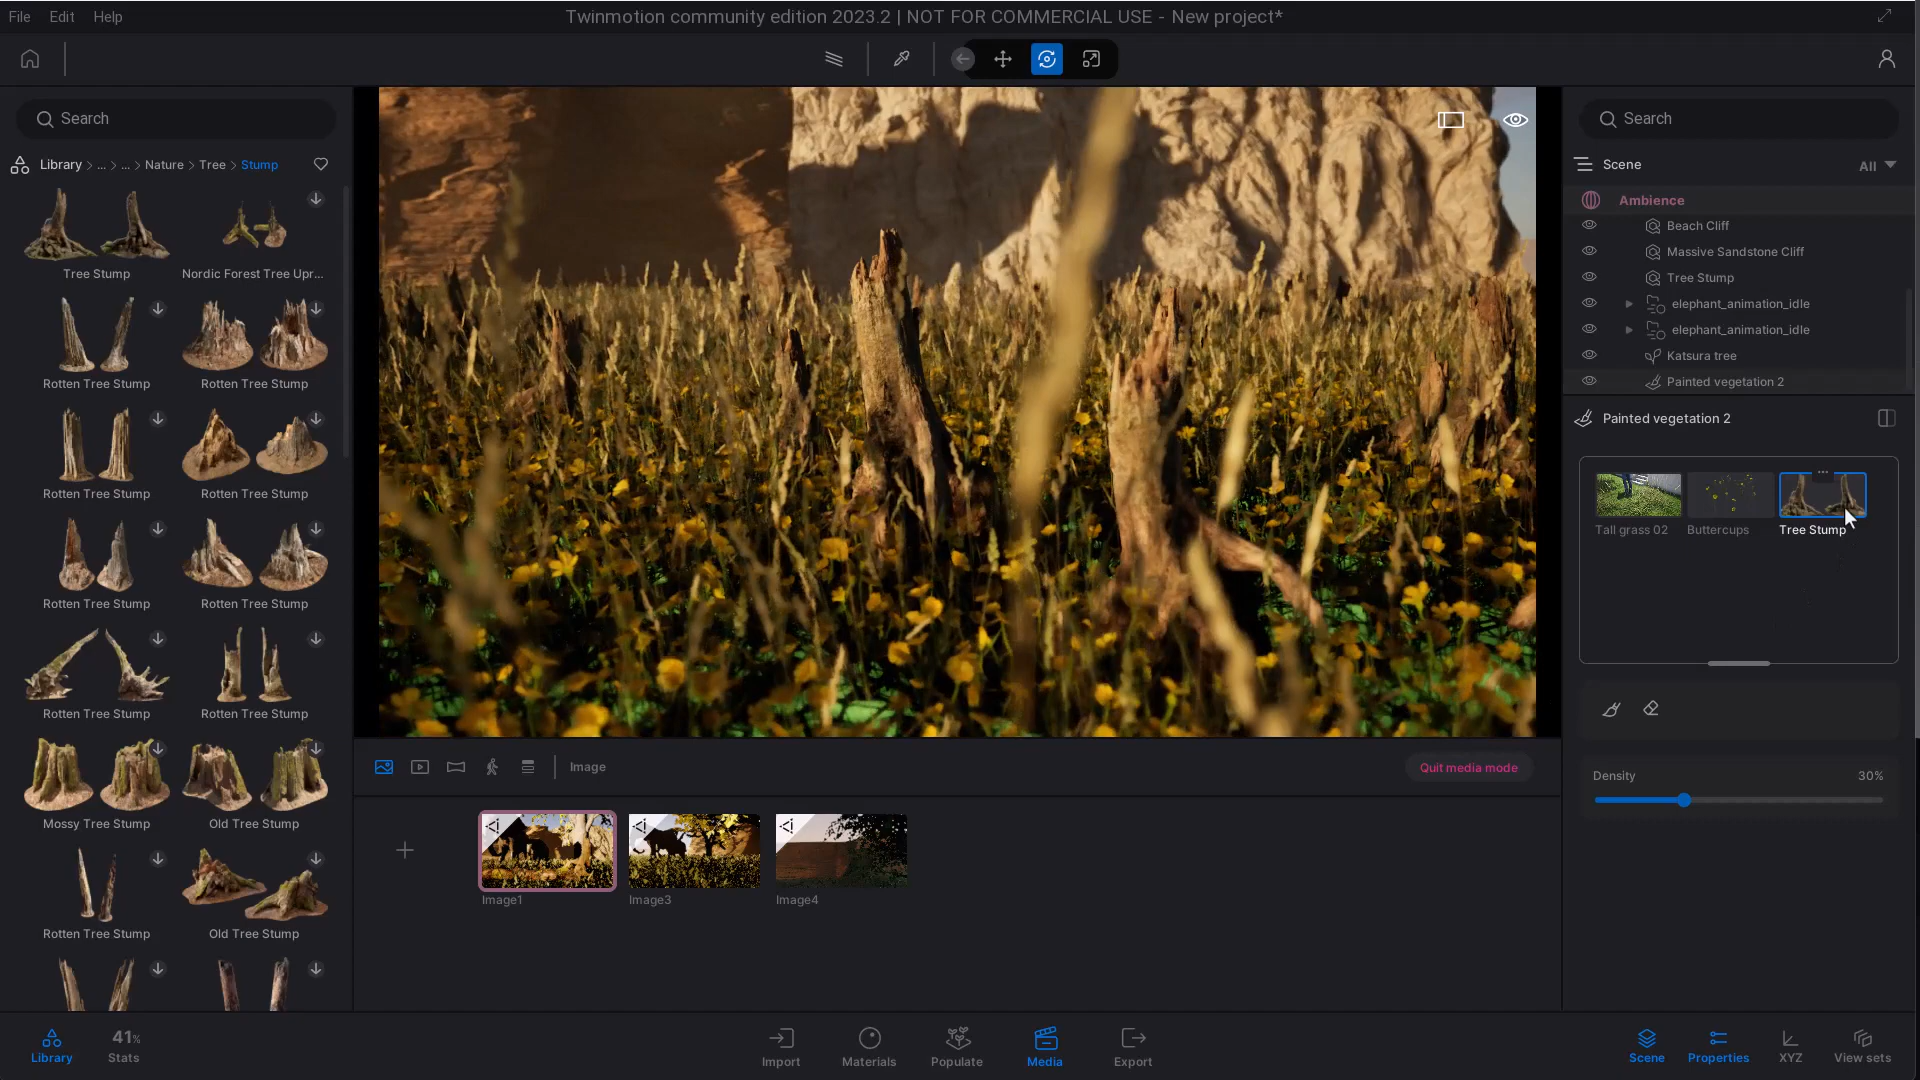 File Edit Help
Twinmotion community edition 2023.2 | NOT FOR COMMERCIAL USE - New project*
Search
Library > ... > ... > Nature > Tree > Stump
Tree Stump
Nordic Forest Tree Upr...
Rotten Tree Stump
Rotten Tree Stump
Rotten Tree Stump
Rotten Tree Stump
Rotten Tree Stump
Rotten Tree Stump
Rotten Tree Stump
Rotten Tree Stump
Mossy Tree Stump
Old Tree Stump
Rotten Tree Stump
Old Tree Stump
Image
Quit media mode
Image1
Image3
Image4
Search
Scene
All
Ambience
Beach Cliff
Massive Sandstone Cliff
Tree Stump
elephant_animation_idle
elephant_animation_idle
Katsura tree
Painted vegetation 2
Painted vegetation 2
Tall grass 02
Buttercups
Tree Stump
Density
30%
Library
41%
Stats
Import
Materials
Populate
Media
Export
Scene
Properties
XYZ
View sets